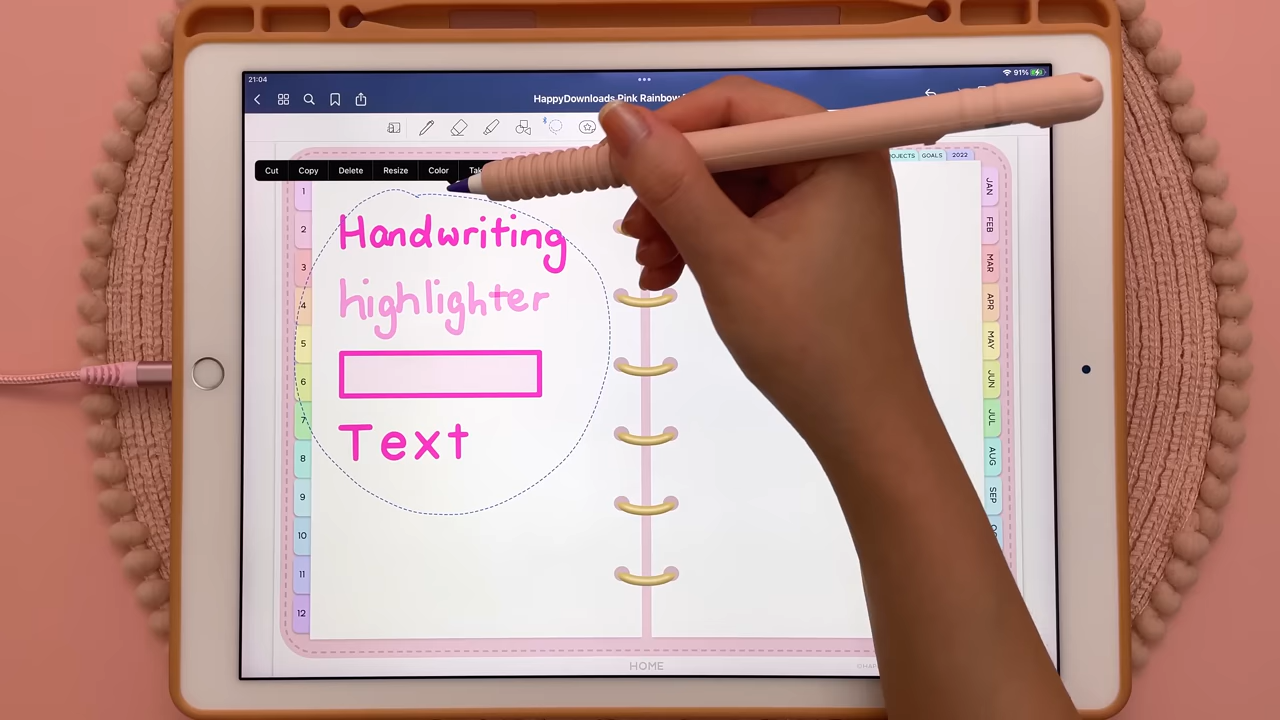 21:04
91%
HappyDownloads Pink Rainbow
OJECTS GOALS 2022
Cut Copy Delete Resize Color
Handwriting
highlighter
Text
1
2
3
4
5
6
7
8
9
10
11
12
JAN
FEB
MAR
APR
MAY
JUN
JUL
AUG
SEP
HOME